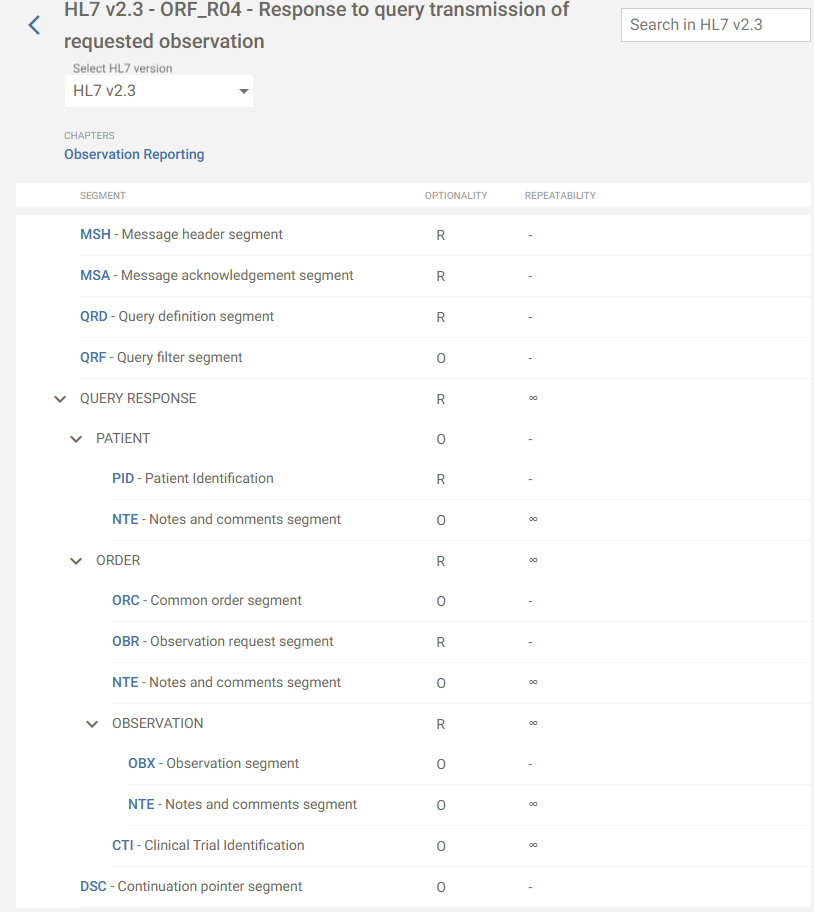 HL7 v2.3 - ORF_R04 - Response to query transmission of
requested observation
Search in HL7 v2.3
Select HL7 version
HL7 v2.3
CHAPTERS
Observation Reporting
SEGMENT OPTIONALITY REPEATABILITY
MSH - Message header segment R -
MSA - Message acknowledgement segment R -
QRD - Query definition segment R -
QRF - Query filter segment O -
QUERY RESPONSE R ∞
PATIENT O -
PID - Patient Identification R -
NTE - Notes and comments segment O ∞
ORDER R ∞
ORC - Common order segment O -
OBR - Observation request segment R -
NTE - Notes and comments segment O ∞
OBSERVATION R ∞
OBX - Observation segment O -
NTE - Notes and comments segment O ∞
CTI - Clinical Trial Identification O ∞
DSC - Continuation pointer segment O -